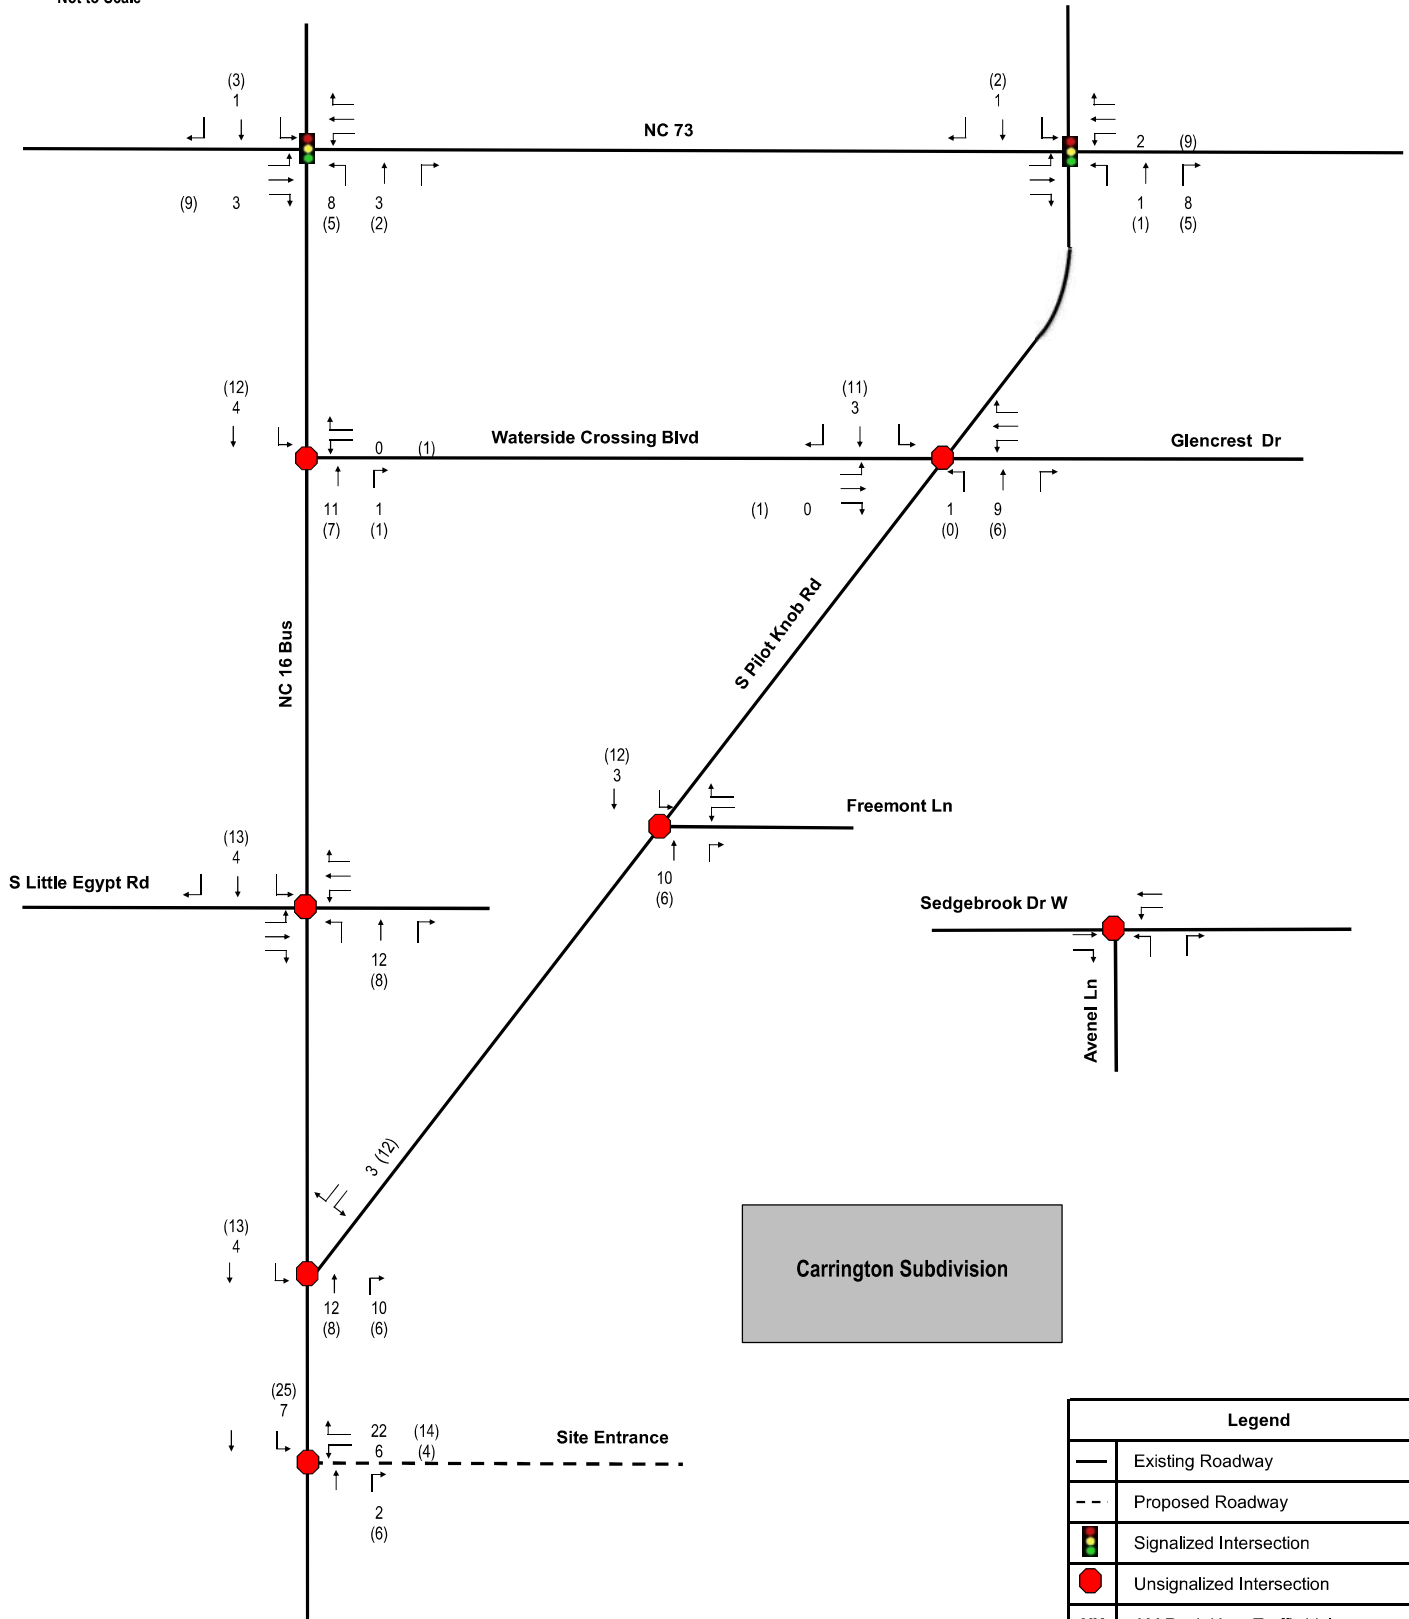 Not to Scale
(3)
1
(2)
1
NC 73
2 (9)
(9) 3
8 3
(5) (2)
1 8
(1) (5)
(12)
4
(11)
3
Waterside Crossing Blvd
Glencrest Dr
0 (1)
11 1
(7) (1)
(1) 0
1 9
(0) (6)
S Pilot Knob Rd
NC 16 Bus
(12)
3
Freemont Ln
10
(6)
(13)
4
S Little Egypt Rd
12
(8)
Sedgebrook Dr W
Avenel Ln
3 (12)
(13)
4
12 10
(8) (6)
Carrington Subdivision
(25)
7
22 (14)
6 (4)
Site Entrance
2
(6)
Legend
Existing Roadway
Proposed Roadway
Signalized Intersection
Unsignalized Intersection